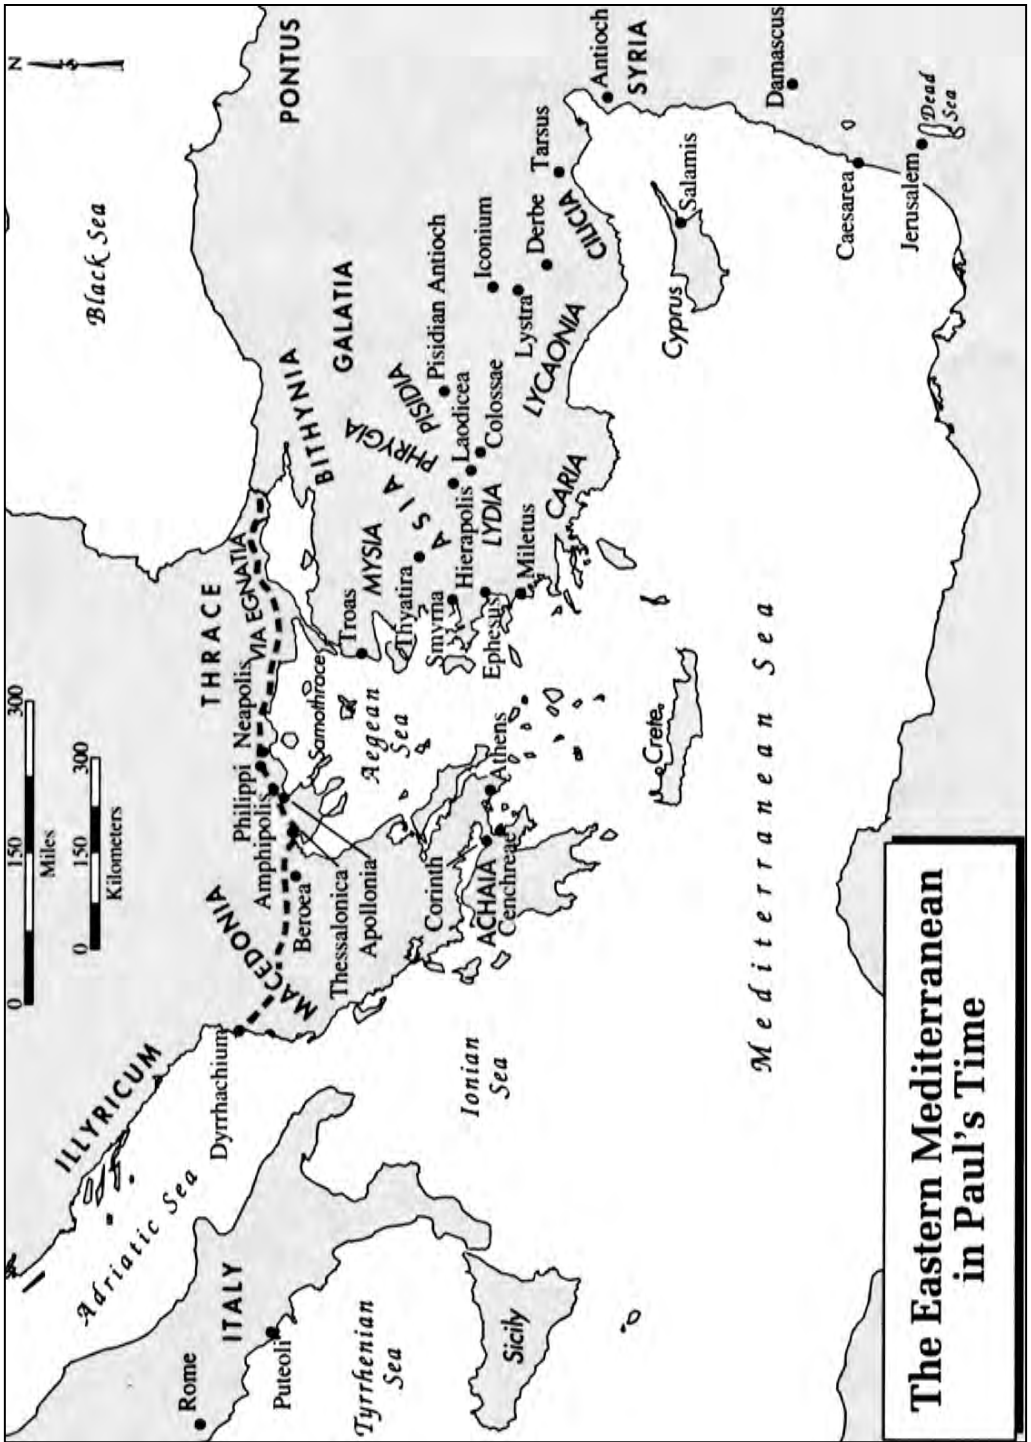 N
0
150
300
Miles
0
150
300
Kilometers
Black Sea
PONTUS
ILLYRICUM
THRACE
MACEDONIA
VIA EGNATIA
BITHYNIA
GALATIA
Adriatic Sea
Dyrrhachium
Philippi
Neapolis
Amphipolis
Beroea
Thessalonica
Apollonia
Samothrace
Troas
MYSIA
ASIA
PHRYGIA
PISIDIA
Pisidian Antioch
Rome
ITALY
Puteoli
Tyrrhenian
Sea
Aegean
Sea
Thyatira
Smyrna
Hierapolis
Laodicea
Colossae
LYDIA
Ephesus
Miletus
CARIA
LYCAONIA
Iconium
Lystra
Derbe
Tarsus
CILICIA
Antioch
SYRIA
Corinth
ACHAIA
Cenchreae
Athens
Ionian
Sea
Sicily
Crete
Cyprus
Salamis
Damascus
Caesarea
Jerusalem
Dead
Sea
Mediterranean Sea
The Eastern Mediterranean
in Paul's Time